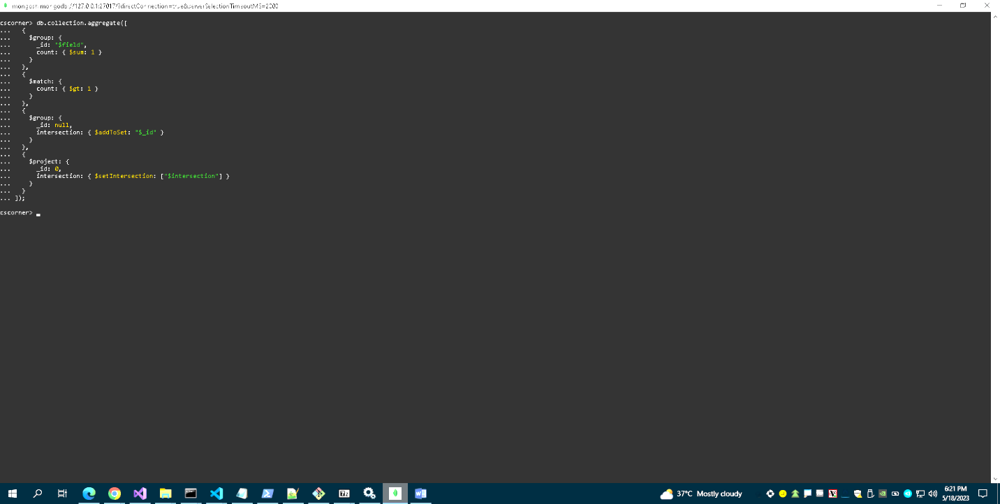 mongosh mongodb://127.0.0.1:27017/?directConnection=true&serverSelectionTimeoutMS=2000
cscorner> db.collection.aggregate([
...   {
...     $group: {
...       _id: "$field",
...       count: { $sum: 1 }
...     }
...   },
...   {
...     $match: {
...       count: { $gt: 1 }
...     }
...   },
...   {
...     $group: {
...       _id: null,
...       intersection: { $addToSet: "$_id" }
...     }
...   },
...   {
...     $project: {
...       _id: 0,
...       intersection: { $setIntersection: ["$intersection"] }
...     }
...   }
... ]);
cscorner>
37°C Mostly cloudy
6:21 PM
5/18/2023